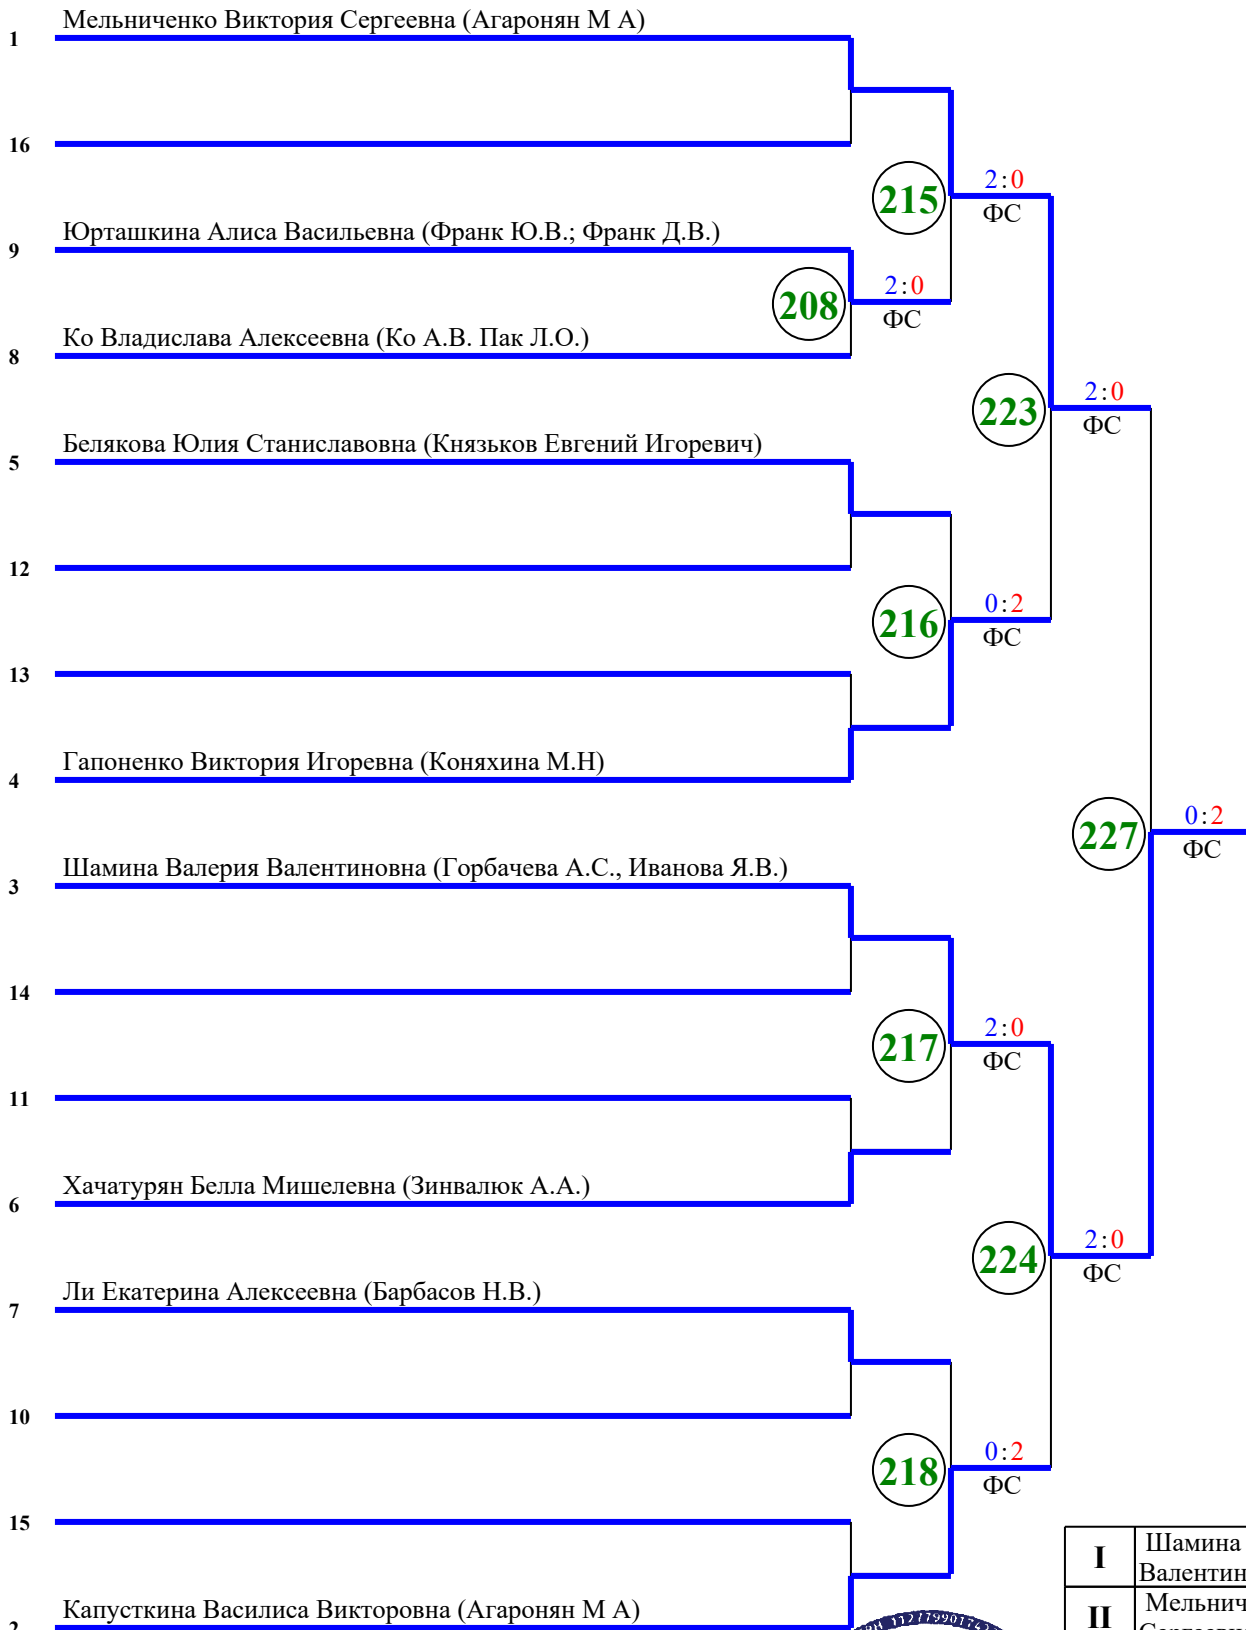 Мельниченко Виктория Сергеевна (Агаронян М А)
1
16
215
2:0
ФС
Юрташкина Алиса Васильевна (Франк Ю.В.; Франк Д.В.)
9
208
2:0
ФС
Ко Владислава Алексеевна (Ко А.В. Пак Л.О.)
8
223
2:0
ФС
Белякова Юлия Станиславовна (Князьков Евгений Игоревич)
5
12
216
0:2
ФС
13
Гапоненко Виктория Игоревна (Коняхина М.Н)
4
227
0:2
ФС
Шамина Валерия Валентиновна (Горбачева А.С., Иванова Я.В.)
3
14
217
2:0
ФС
11
Хачатурян Белла Мишелевна (Зинвалюк А.А.)
6
224
2:0
ФС
Ли Екатерина Алексеевна (Барбасов Н.В.)
7
10
218
0:2
ФС
15
I
Шамина
Валентин
Капусткина Василиса Викторовна (Агаронян М А)
2
II
Мельнич